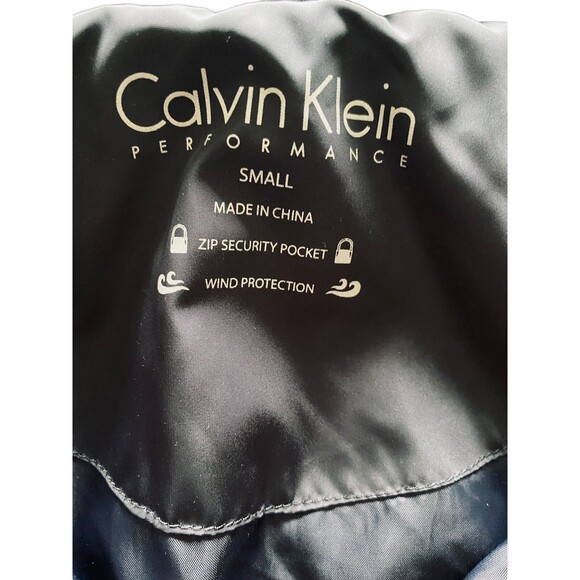 Calvin Klein
PERFORMANCE
SMALL
MADE IN CHINA
ZIP SECURITY POCKET
WIND PROTECTION